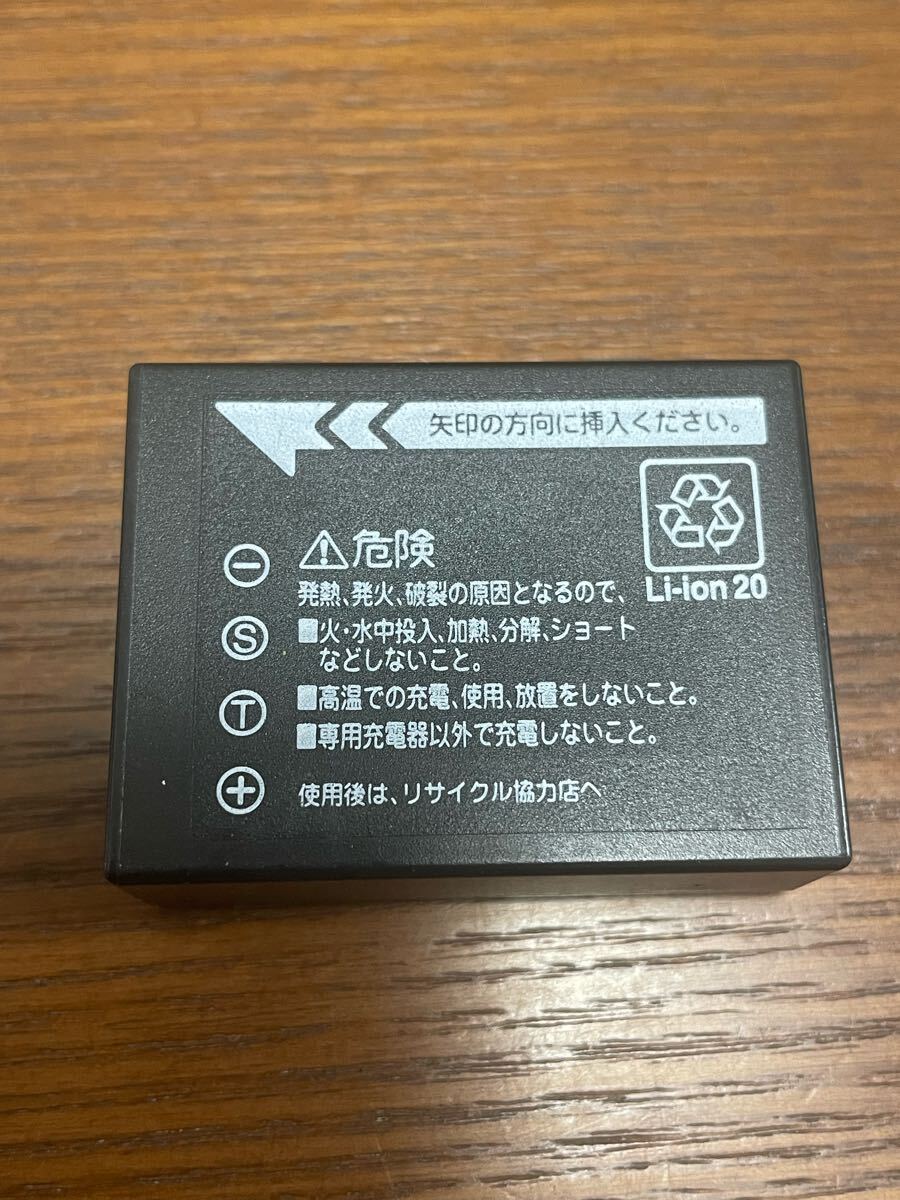 矢印の方向に挿入ください。
Li-ion 20
⚠危険
発熱、発火、破裂の原因となるので、
■火・水中投入、加熱、分解、ショート
などしないこと。
■高温での充電、使用、放置をしないこと。
■専用充電器以外で充電しないこと。
使用後は、リサイクル協力店へ
⊖
Ⓢ
Ⓣ
⊕